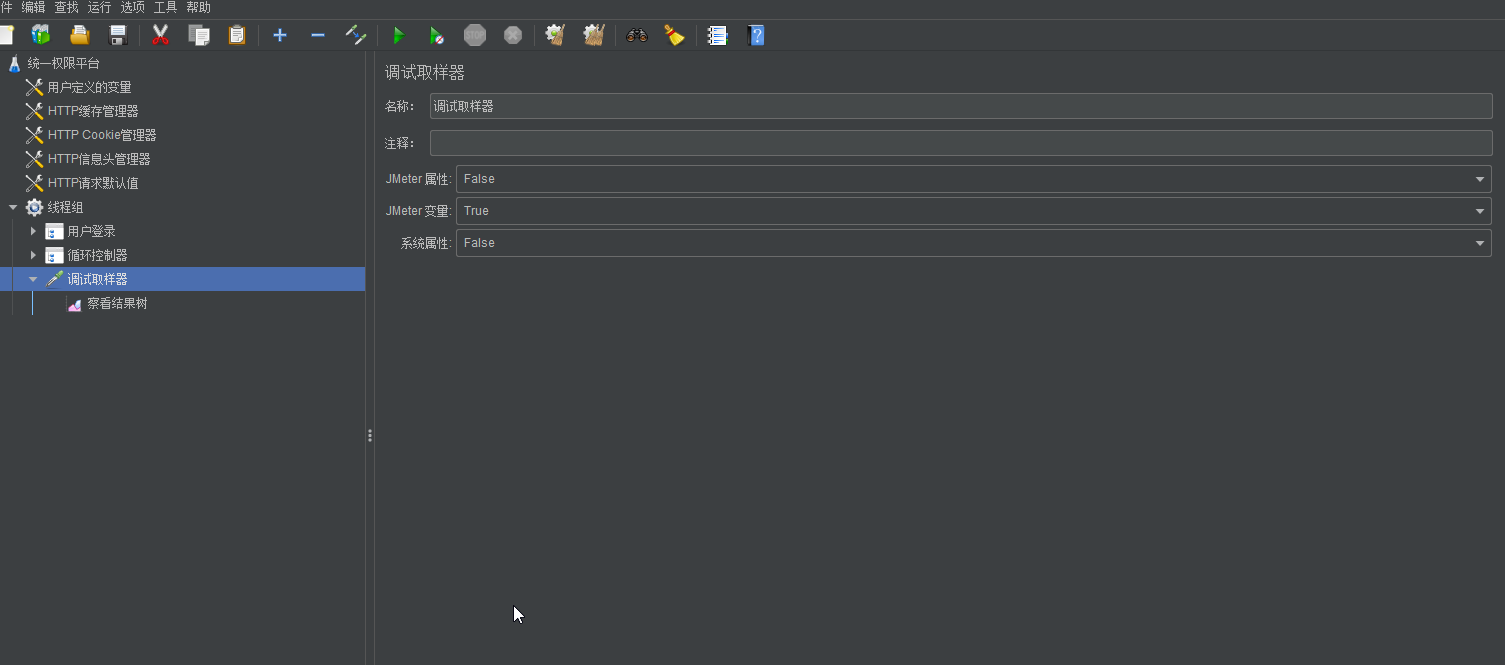 件 编辑 查找 运行 选项 工具 帮助
STOP
统一权限平台
用户定义的变量
HTTP缓存管理器
HTTP Cookie管理器
HTTP信息头管理器
HTTP请求默认值
线程组
用户登录
循环控制器
调试取样器
察看结果树
调试取样器
名称： 调试取样器
注释：
JMeter 属性: False
JMeter 变量: True
系统属性: False